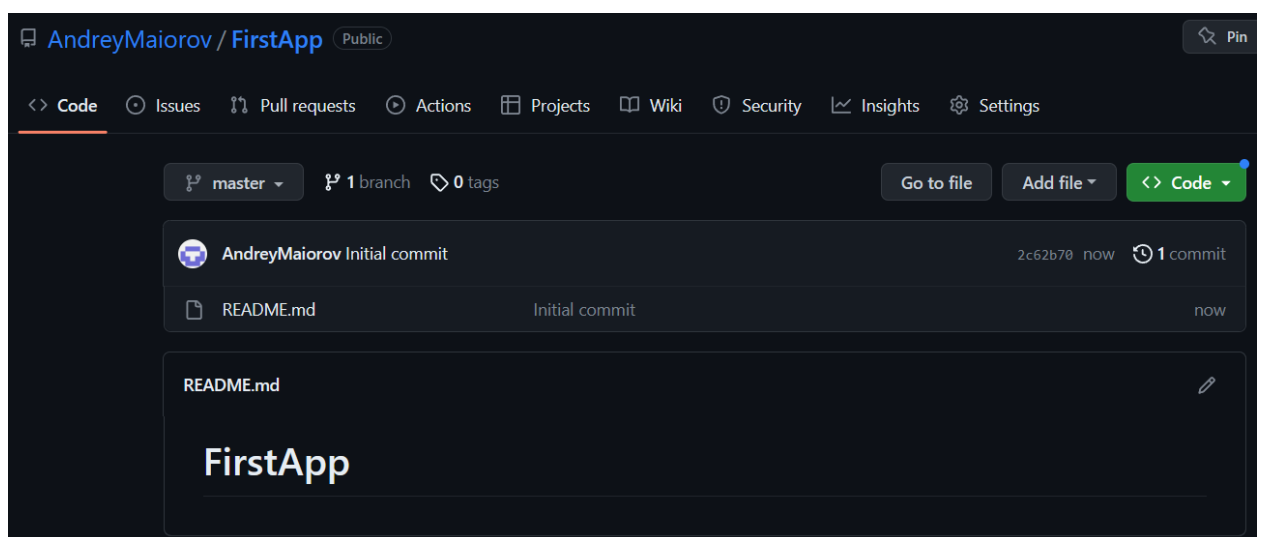 AndreyMaiorov / FirstApp Public Pin
<> Code Issues Pull requests Actions Projects Wiki Security Insights Settings
master 1 branch 0 tags Go to file Add file <> Code
AndreyMaiorov Initial commit 2c62b70 now 1 commit
README.md Initial commit now
README.md
FirstApp